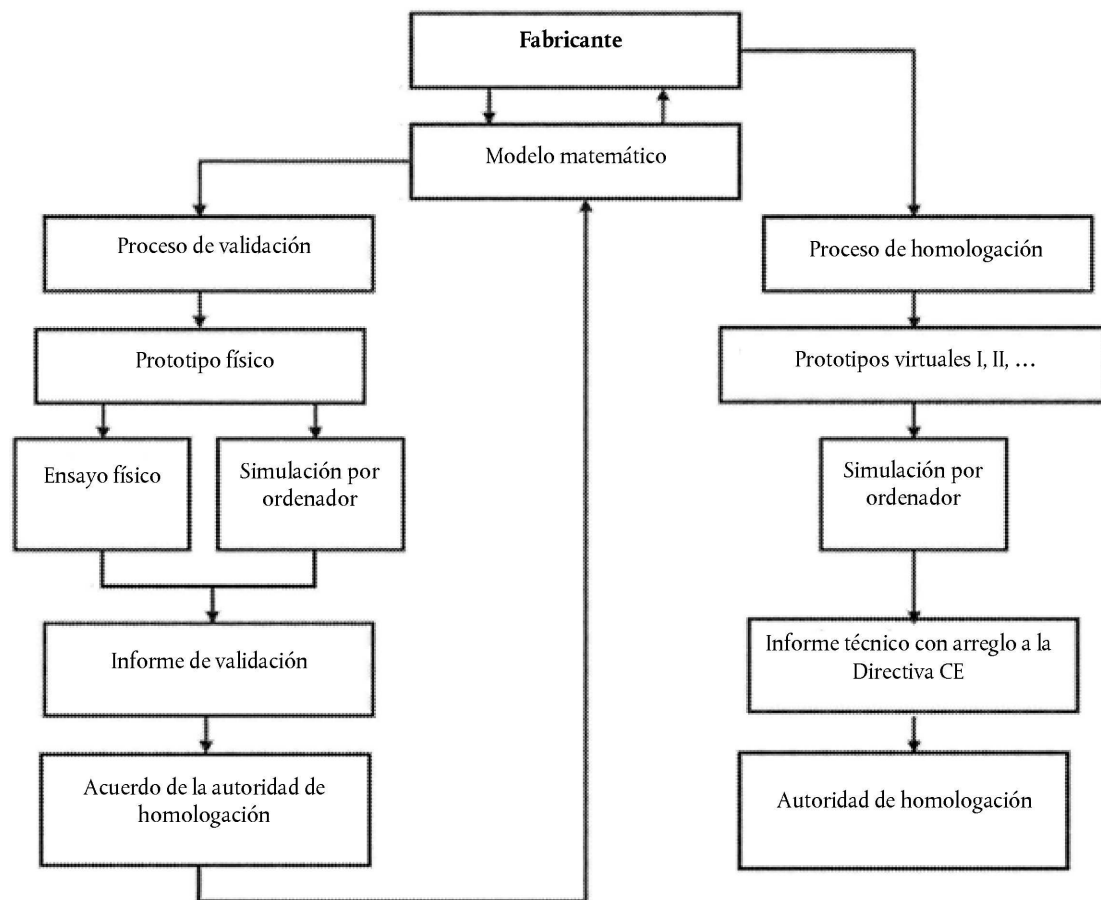 Fabricante
Modelo matemático
Proceso de validación
Proceso de homologación
Prototipo físico
Prototipos virtuales I, II, …
Ensayo físico
Simulación por
ordenador
Simulación por
ordenador
Informe de validación
Informe técnico con arreglo a la
Directiva CE
Acuerdo de la autoridad de
homologación
Autoridad de homologación